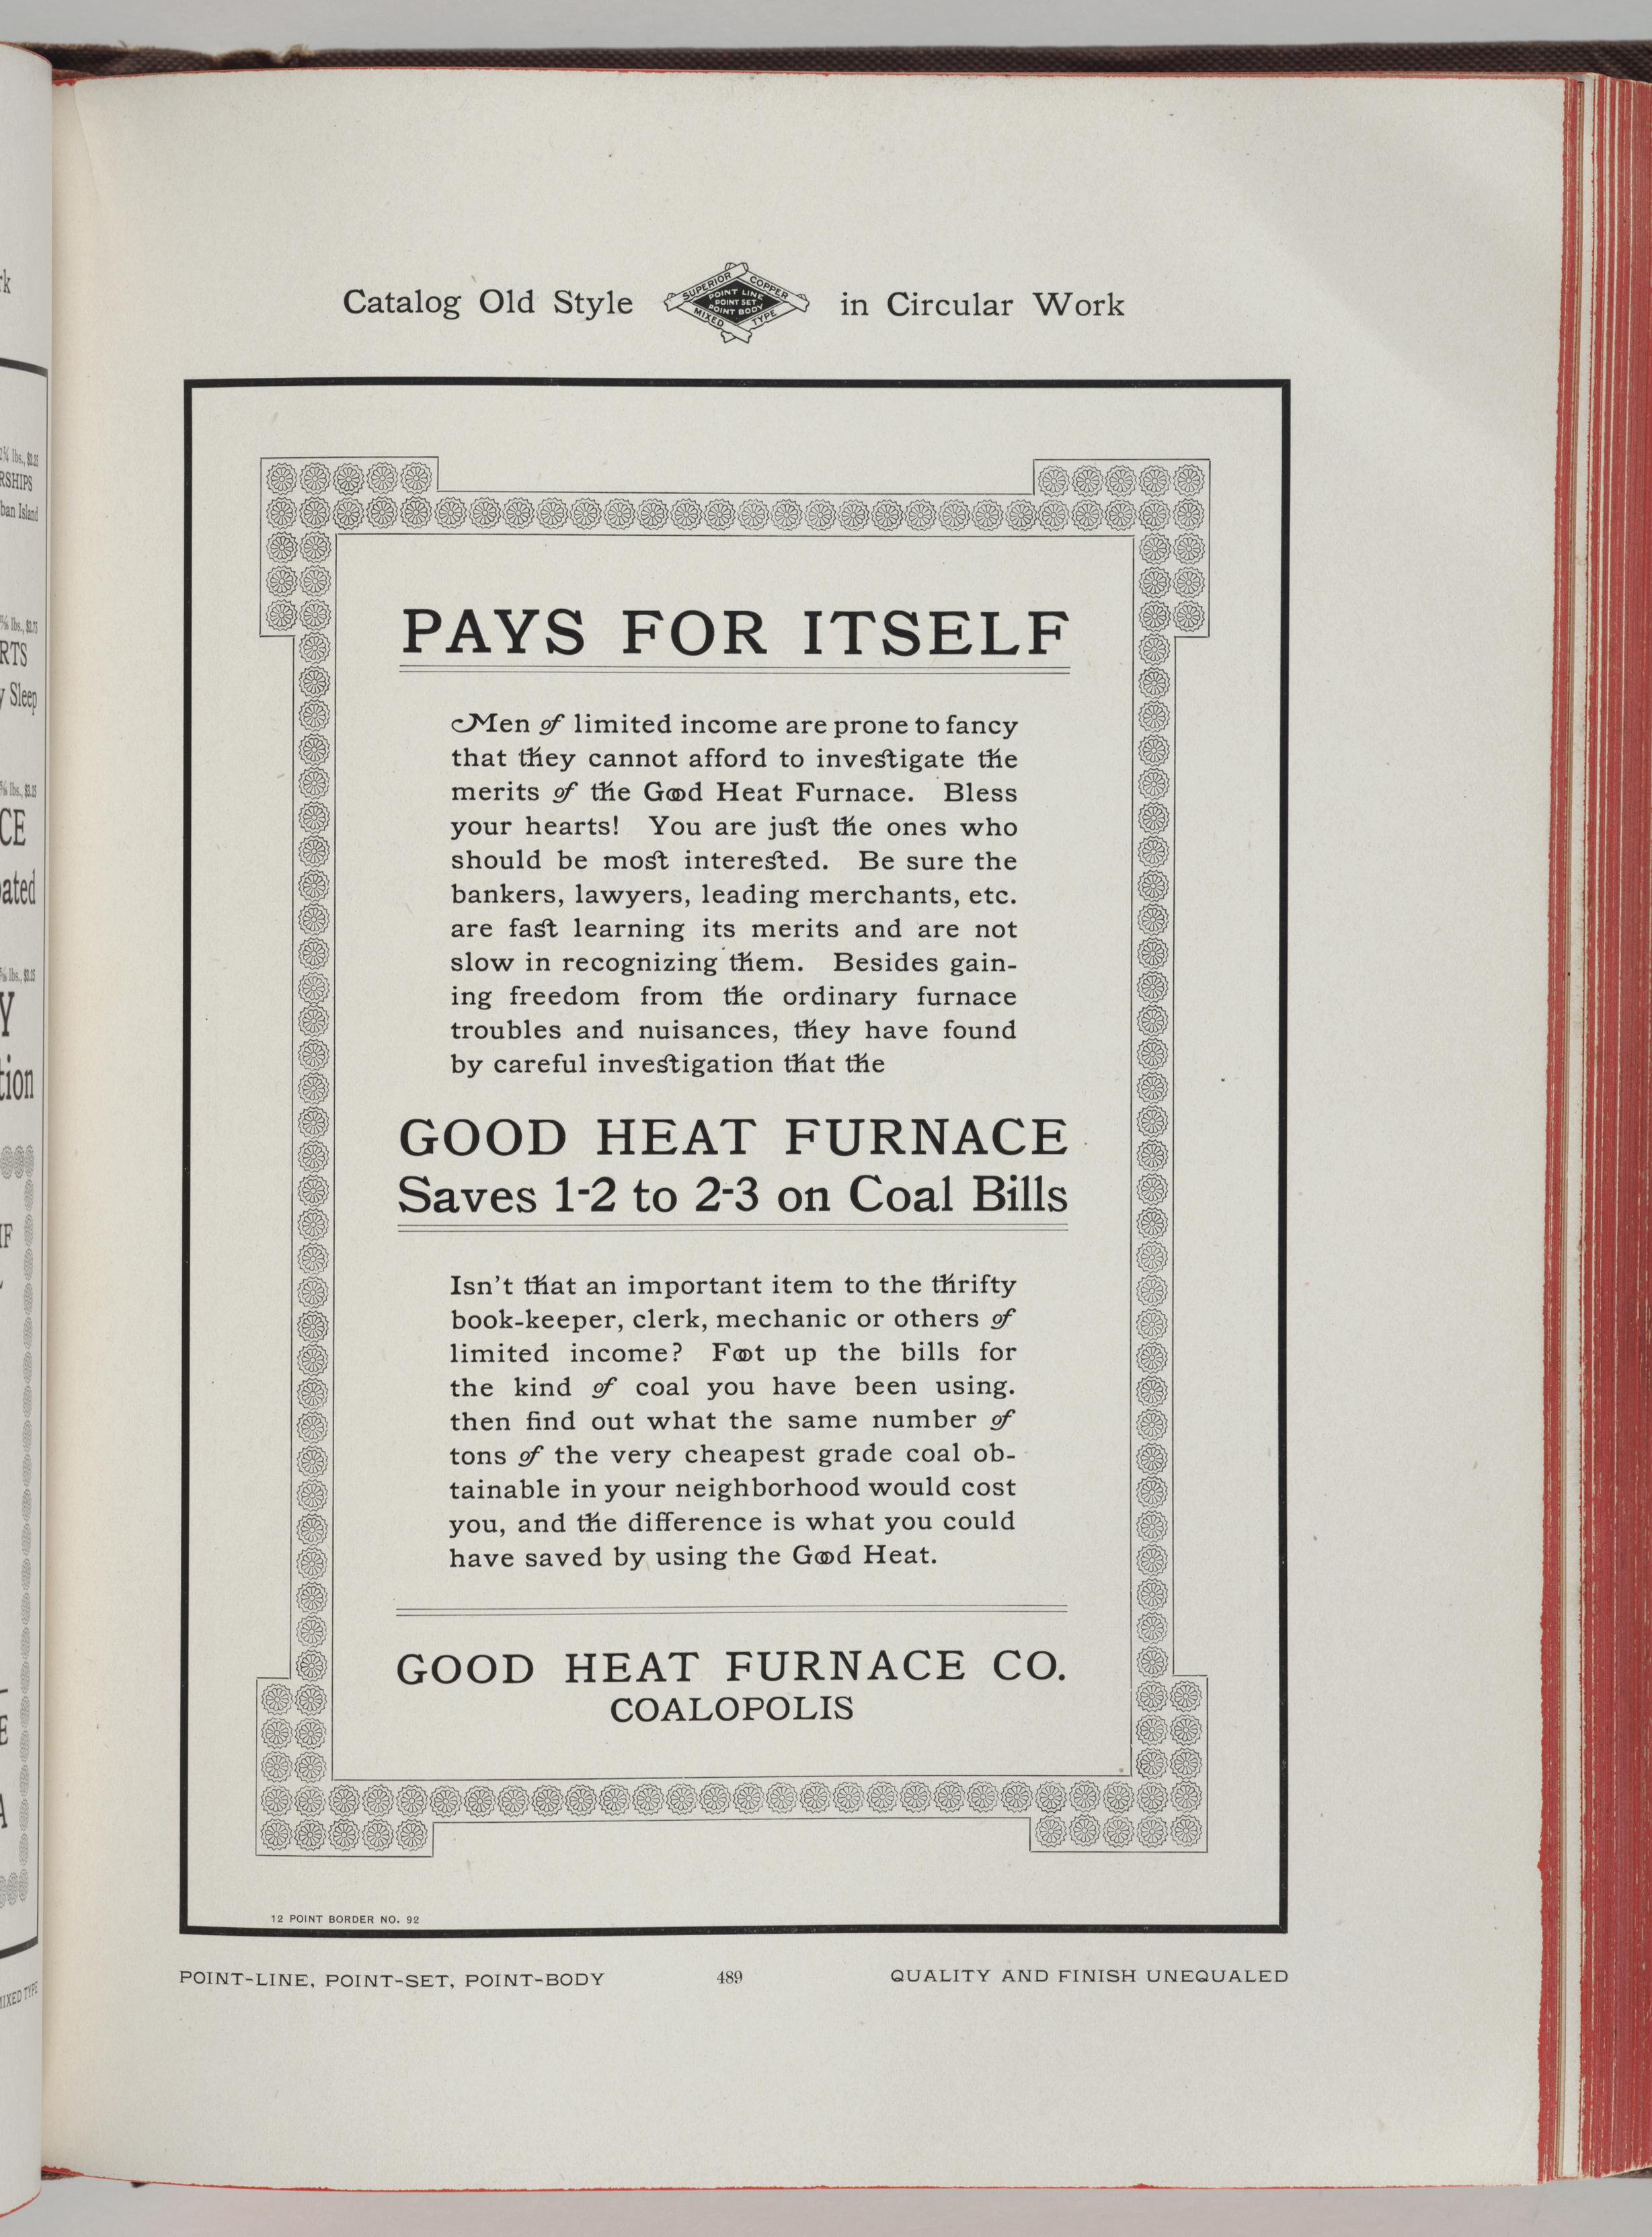 Catalog Old Style in Circular Work
SUPERIOR COPPER
POINT LINE
POINT SET
POINT BODY
MIXED TYPE
PAYS FOR ITSELF
Men of limited income are prone to fancy
that they cannot afford to investigate the
merits of the Good Heat Furnace. Bless
your hearts! You are just the ones who
should be most interested. Be sure the
bankers, lawyers, leading merchants, etc.
are fast learning its merits and are not
slow in recognizing them. Besides gain-
ing freedom from the ordinary furnace
troubles and nuisances, they have found
by careful investigation that the
GOOD HEAT FURNACE
Saves 1-2 to 2-3 on Coal Bills
Isn't that an important item to the thrifty
book-keeper, clerk, mechanic or others of
limited income? Foot up the bills for
the kind of coal you have been using.
then find out what the same number of
tons of the very cheapest grade coal ob-
tainable in your neighborhood would cost
you, and the difference is what you could
have saved by using the Good Heat.
GOOD HEAT FURNACE CO.
COALOPOLIS
12 POINT BORDER NO. 92
POINT-LINE, POINT-SET, POINT-BODY 489 QUALITY AND FINISH UNEQUALED